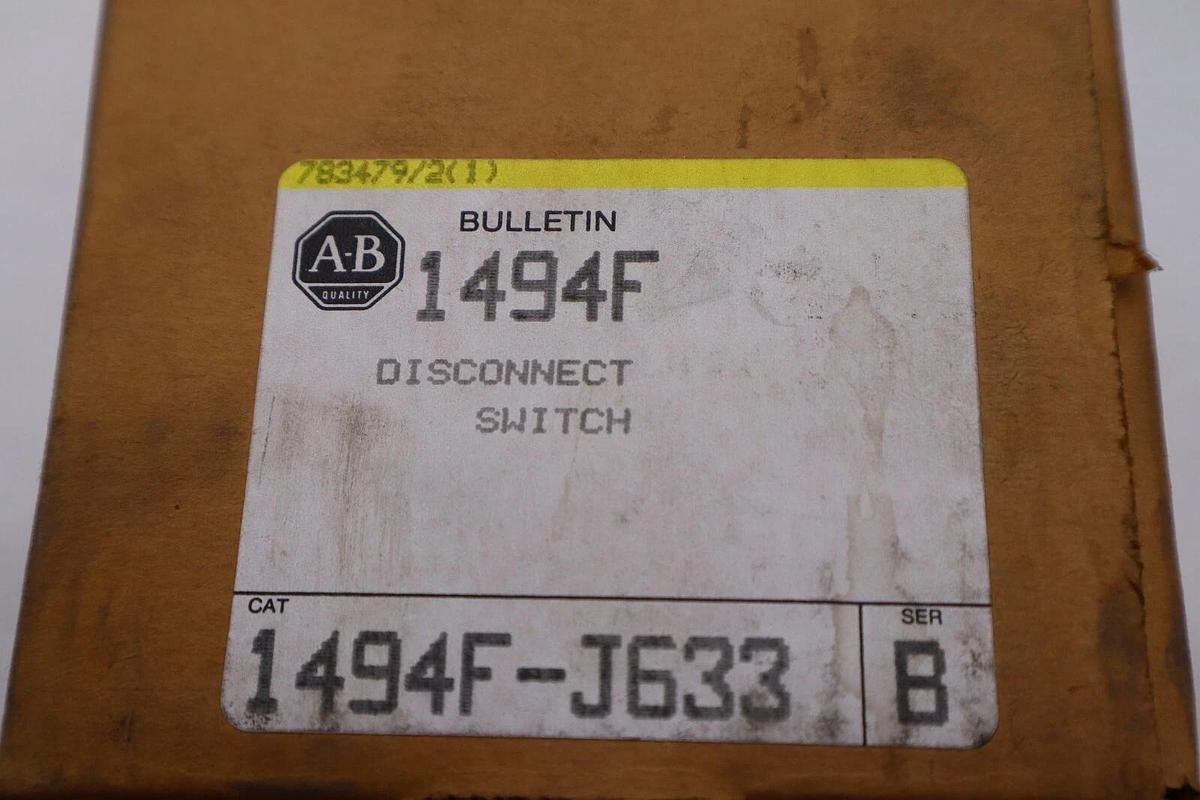 783479/2(1)
A-B
QUALITY
BULLETIN
1494F
DISCONNECT
SWITCH
CAT
1494F-J633
SER
B